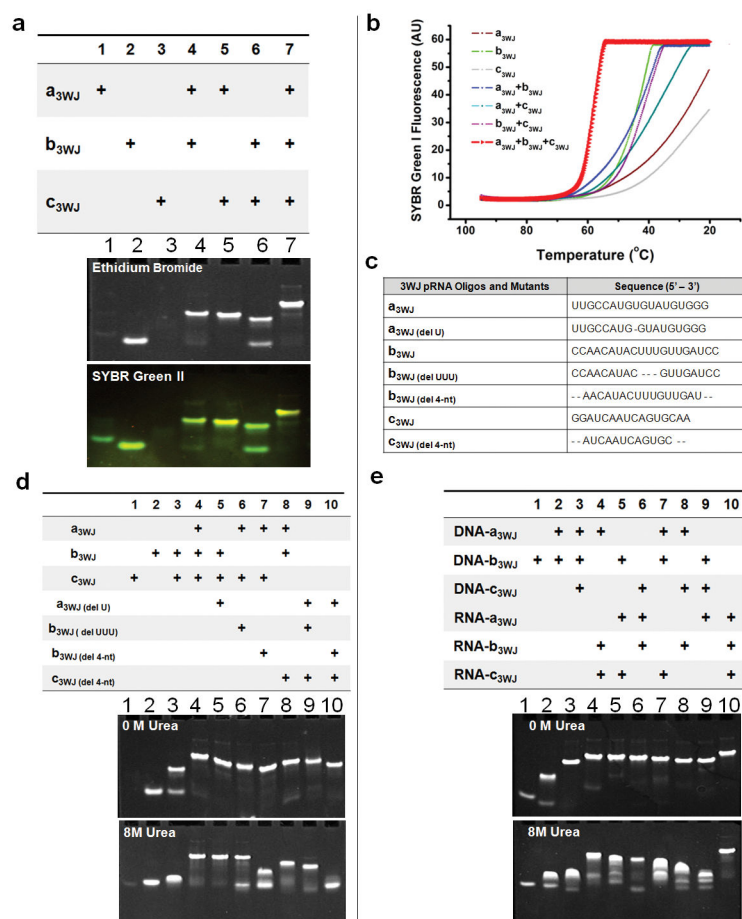 a
1 2 3 4 5 6 7
a3WJ + + + +
b3WJ + + + +
c3WJ + + + +
1 2 3 4 5 6 7
Ethidium Bromide
SYBR Green II
b
SYBR Green I Fluorescence (AU)
60
50
40
30
20
10
0
a3WJ
b3WJ
c3WJ
a3WJ+b3WJ
a3WJ+c3WJ
b3WJ+c3WJ
a3WJ+b3WJ+c3WJ
100 80 60 40 20
Temperature (°C)
c
3WJ pRNA Oligos and Mutants Sequence (5' – 3')
a3WJ UUGCCAUGUGUAUGUGGG
a3WJ (del U) UUGCCAUG -GUAUGUGGG
b3WJ CCAACAUACUUUGUUGAUCC
b3WJ (del UUU) CCAACAUAC - - - GUUGAUCC
b3WJ (del 4-nt) - - AACAUACUUUGUUGAU - -
c3WJ GGAUCAAUCAGUGCAA
c3WJ (del 4-nt) - - AUCAAUCAGUGC - -
d
1 2 3 4 5 6 7 8 9 10
a3WJ + + + +
b3WJ + + + + +
c3WJ + + + + + +
a3WJ (del U) + + +
b3WJ ( del UUU) + +
b3WJ (del 4-nt) + +
c3WJ (del 4-nt) + + +
1 2 3 4 5 6 7 8 9 10
0 M Urea
8M Urea
e
1 2 3 4 5 6 7 8 9 10
DNA-a3WJ + + + + +
DNA-b3WJ + + + + + +
DNA-c3WJ + + + +
RNA-a3WJ + + + +
RNA-b3WJ + + + +
RNA-c3WJ + + + +
1 2 3 4 5 6 7 8 9 10
0 M Urea
8M Urea